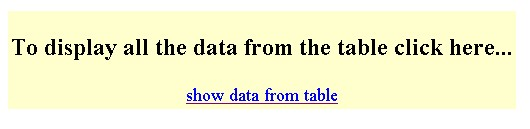 To display all the data from the table click here...
show data from table